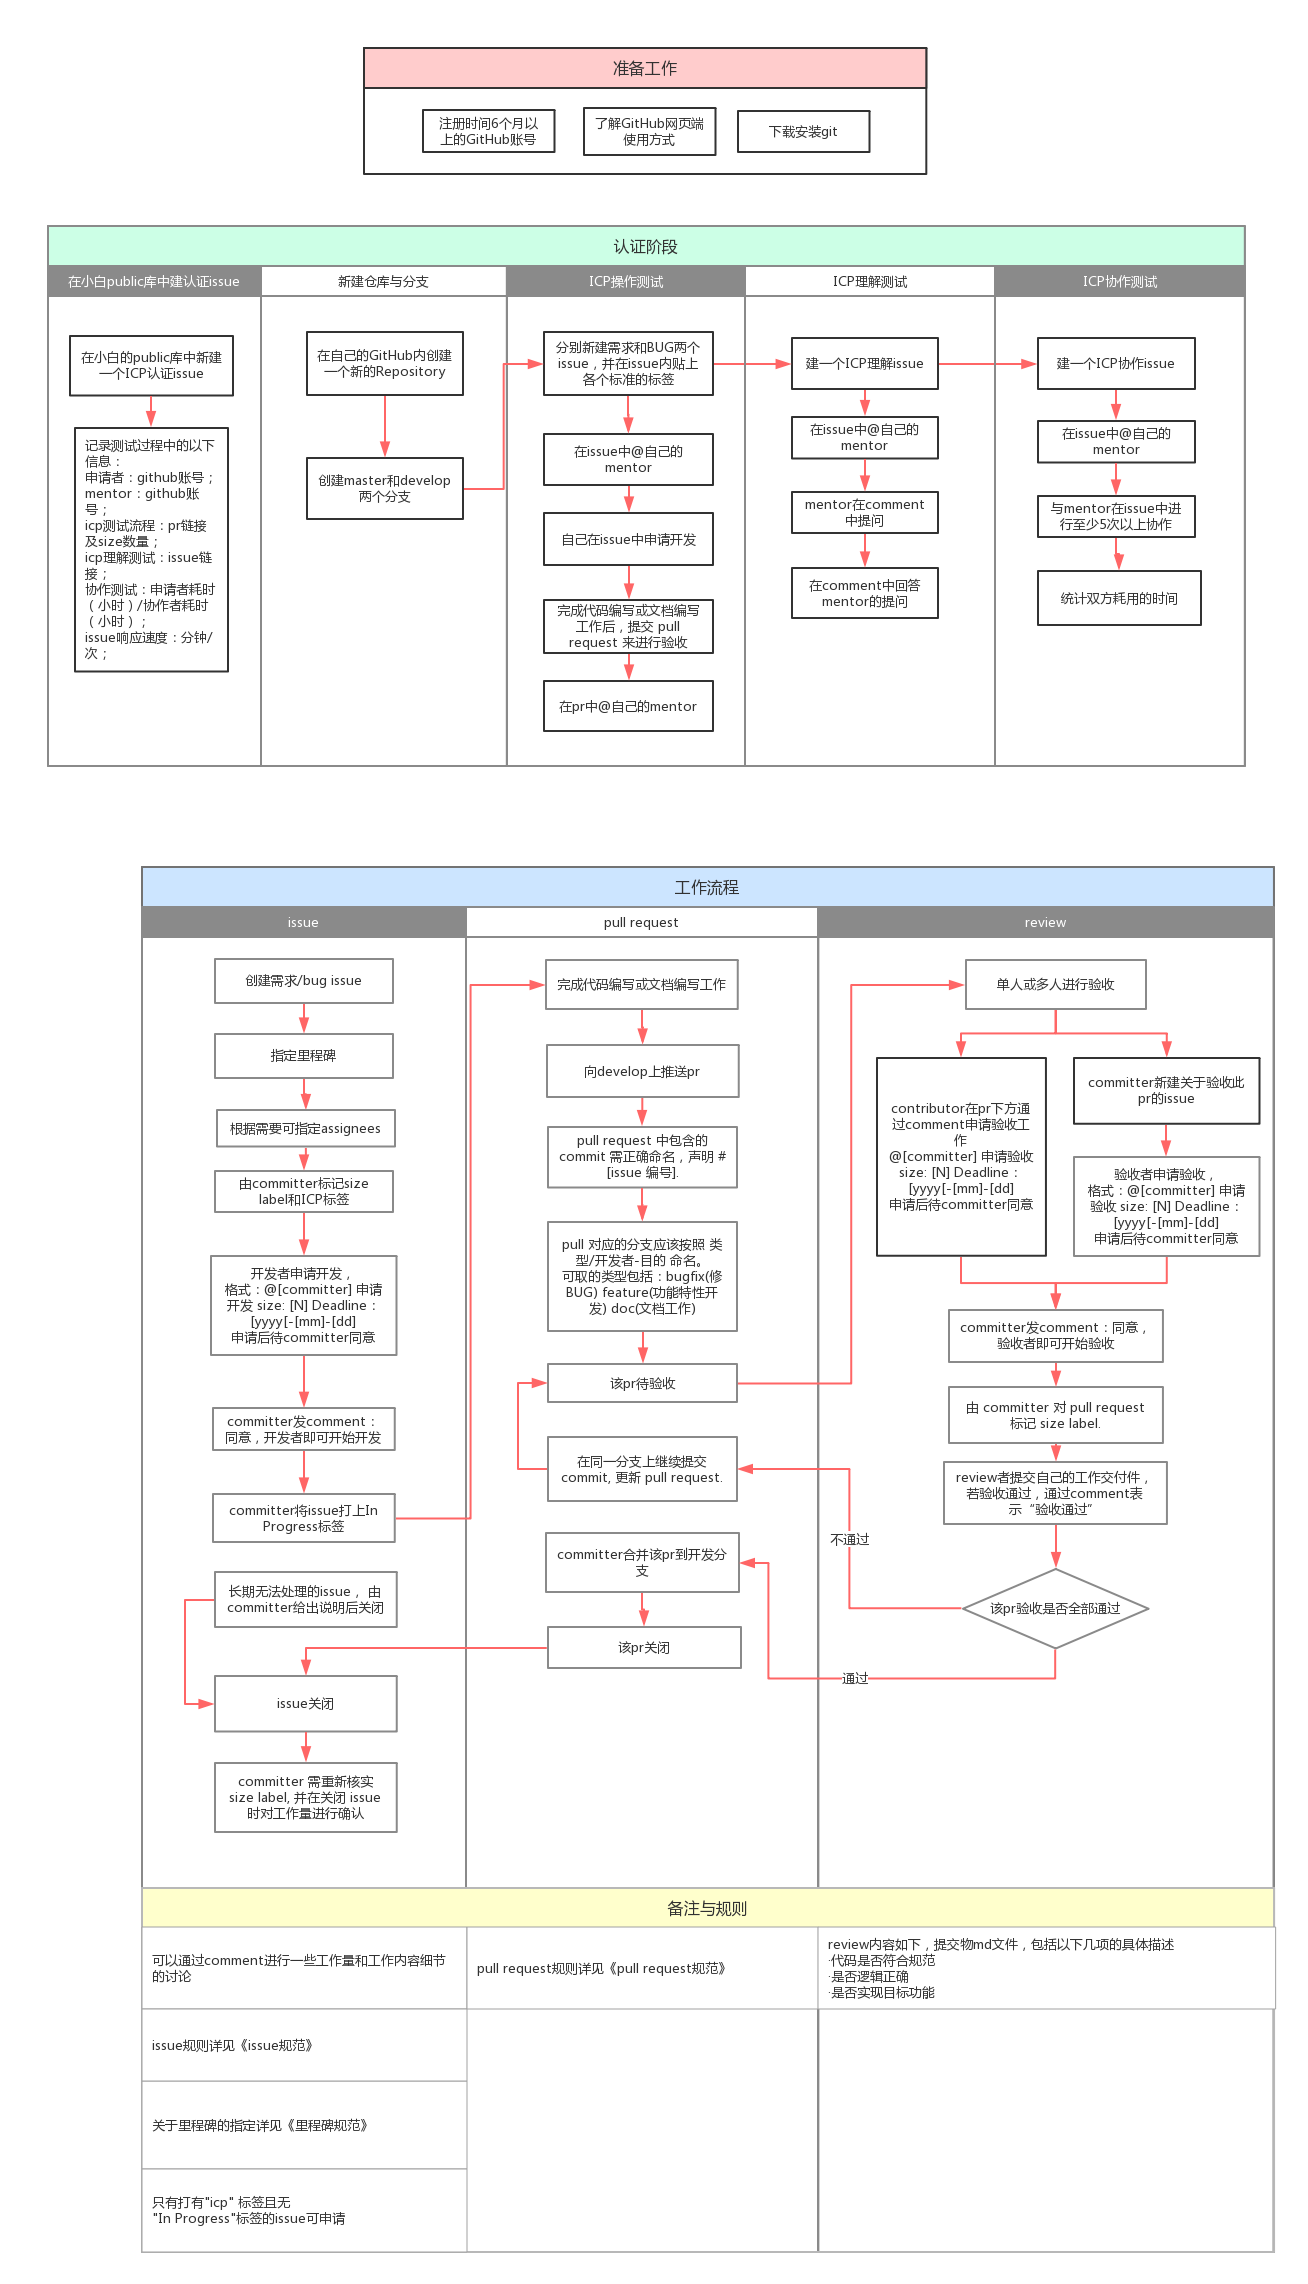 准备工作
注册时间6个月以
上的GitHub账号
了解GitHub网页端
使用方式
下载安装git
认证阶段
在小白public库中建认证issue
新建仓库与分支
ICP操作测试
ICP理解测试
ICP协作测试
在小白的public库中新建
一个ICP认证issue
记录测试过程中的以下
信息：
申请者：github账号；
mentor：github账
号；
icp测试流程：pr链接
及size数量；
icp理解测试：issue链
接；
协作测试：申请者耗时
（小时）/协作者耗时
（小时）；
issue响应速度：分钟/
次；
在自己的GitHub内创建
一个新的Repository
创建master和develop
两个分支
分别新建需求和BUG两个
issue，并在issue内贴上
各个标准的标签
在issue中@自己的
mentor
自己在issue中申请开发
完成代码编写或文档编写
工作后，提交 pull
request 来进行验收
在pr中@自己的mentor
建一个ICP理解issue
在issue中@自己的
mentor
mentor在comment
中提问
在comment中回答
mentor的提问
建一个ICP协作issue
在issue中@自己的
mentor
与mentor在issue中进
行至少5次以上协作
统计双方耗用的时间
工作流程
issue
pull request
review
创建需求/bug issue
指定里程碑
根据需要可指定assignees
由committer标记size
label和ICP标签
开发者申请开发，
格式：@[committer] 申请
开发 size: [N] Deadline：
[yyyy[-[mm]-[dd]
申请后待committer同意
committer发comment：
同意，开发者即可开始开发
committer将issue打上In
Progress标签
长期无法处理的issue， 由
committer给出说明后关闭
issue关闭
committer 需重新核实
size label, 并在关闭 issue
时对工作量进行确认
完成代码编写或文档编写工作
向develop上推送pr
pull request 中包含的
commit 需正确命名，声明 #
[issue 编号].
pull 对应的分支应该按照 类
型/开发者-目的 命名。
可取的类型包括：bugfix(修
BUG) feature(功能特性开
发) doc(文档工作)
该pr待验收
在同一分支上继续提交
commit, 更新 pull request.
committer合并该pr到开发分
支
该pr关闭
单人或多人进行验收
contributor在pr下方通
过comment申请验收工
作
@[committer] 申请验收
size: [N] Deadline：
[yyyy[-[mm]-[dd]
申请后待committer同意
committer新建关于验收此
pr的issue
验收者申请验收，
格式：@[committer] 申请
验收 size: [N] Deadline：
[yyyy[-[mm]-[dd]
申请后待committer同意
committer发comment：同意，
验收者即可开始验收
由 committer 对 pull request
标记 size label.
review者提交自己的工作交付件，
若验收通过，通过comment表
示“验收通过”
该pr验收是否全部通过
不通过
通过
备注与规则
可以通过comment进行一些工作量和工作内容细节
的讨论
pull request规则详见《pull request规范》
review内容如下，提交物md文件，包括以下几项的具体描述
·代码是否符合规范
·是否逻辑正确
·是否实现目标功能
issue规则详见《issue规范》
关于里程碑的指定详见《里程碑规范》
只有打有"icp" 标签且无
"In Progress"标签的issue可申请